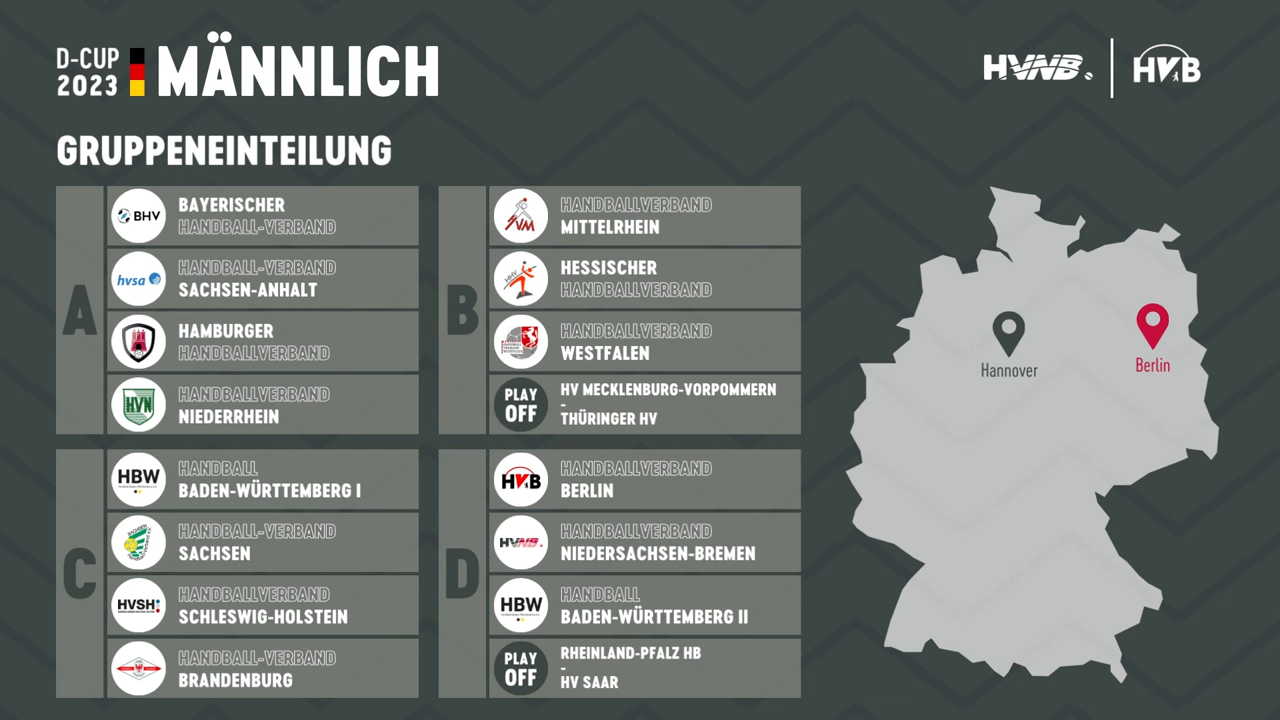 D-CUP
2023
MÄNNLICH
HVNB.
HVB
GRUPPENEINTEILUNG
A
BHV
BAYERISCHER
HANDBALL-VERBAND
hvsa
HANDBALL-VERBAND
SACHSEN-ANHALT
HAMBURGER
HANDBALLVERBAND
HVN
HANDBALLVERBAND
NIEDERRHEIN
B
HVM
HANDBALLVERBAND
MITTELRHEIN
HHV
HESSISCHER
HANDBALLVERBAND
HANDBALLVERBAND
WESTFALEN
PLAY
OFF
HV MECKLENBURG-VORPOMMERN
-
THÜRINGER HV
C
HBW
HANDBALL
BADEN-WÜRTTEMBERG I
HANDBALL-VERBAND
SACHSEN
HVSH
HANDBALLVERBAND
SCHLESWIG-HOLSTEIN
HANDBALL-VERBAND
BRANDENBURG
D
HVB
HANDBALLVERBAND
BERLIN
HVNB.
HANDBALLVERBAND
NIEDERSACHSEN-BREMEN
HBW
HANDBALL
BADEN-WÜRTTEMBERG II
PLAY
OFF
RHEINLAND-PFALZ HB
-
HV SAAR
Hannover
Berlin